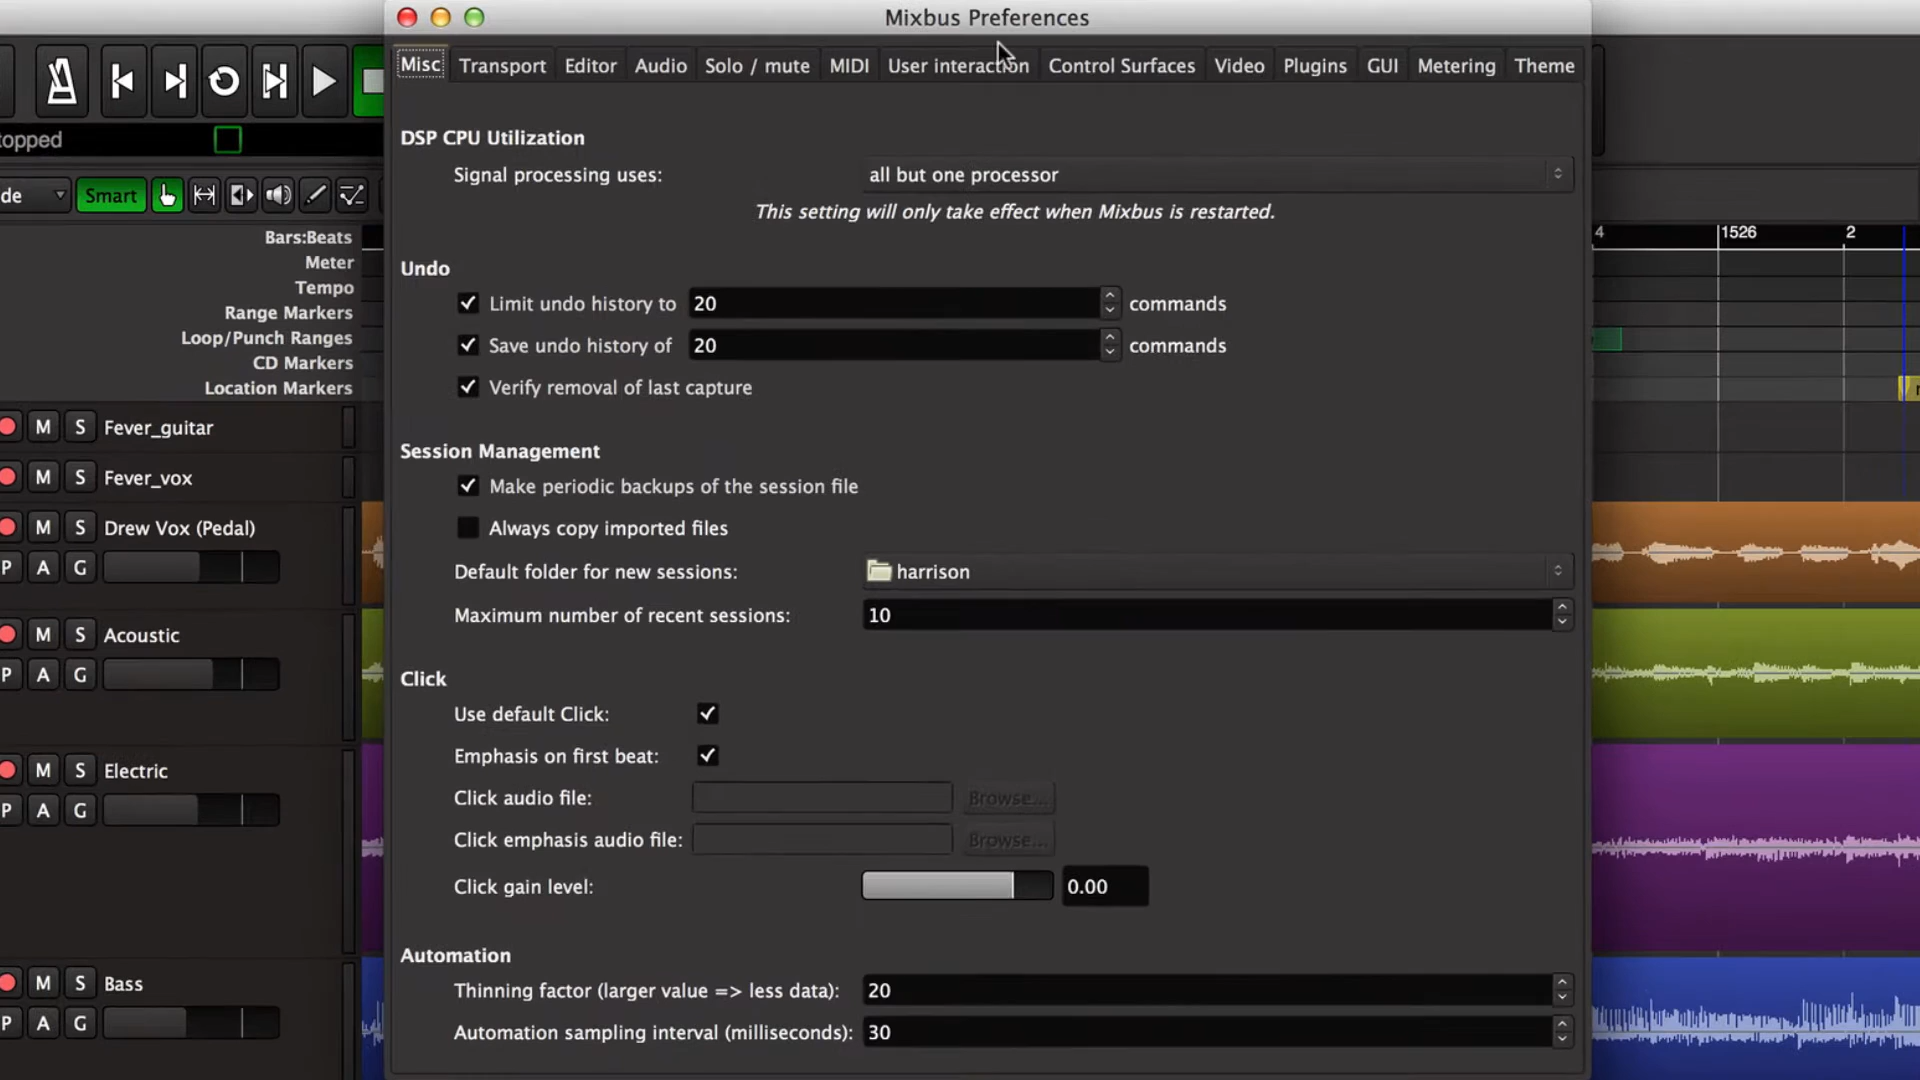 Mixbus Preferences
Misc Transport Editor Audio Solo / mute MIDI User interaction Control Surfaces Video Plugins GUI Metering Theme
DSP CPU Utilization
Signal processing uses: all but one processor
This setting will only take effect when Mixbus is restarted.
Undo
Limit undo history to 20 commands
Save undo history of 20 commands
Verify removal of last capture
Session Management
Make periodic backups of the session file
Always copy imported files
Default folder for new sessions: harrison
Maximum number of recent sessions: 10
Click
Use default Click:
Emphasis on first beat:
Click audio file: Browse...
Click emphasis audio file: Browse...
Click gain level: 0.00
Automation
Thinning factor (larger value => less data): 20
Automation sampling interval (milliseconds): 30
topped
de Smart
Bars:Beats
Meter
Tempo
Range Markers
Loop/Punch Ranges
CD Markers
Location Markers
M S Fever_guitar
M S Fever_vox
M S Drew Vox (Pedal)
P A G
M S Acoustic
P A G
M S Electric
P A G
M S Bass
P A G
4 1526 2